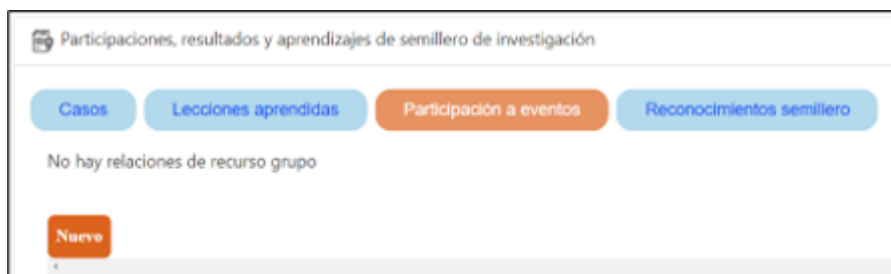 Participaciones, resultados y aprendizajes de semillero de investigación
Casos Lecciones aprendidas Participación a eventos Reconocimientos semillero
No hay relaciones de recurso grupo
Nuevo